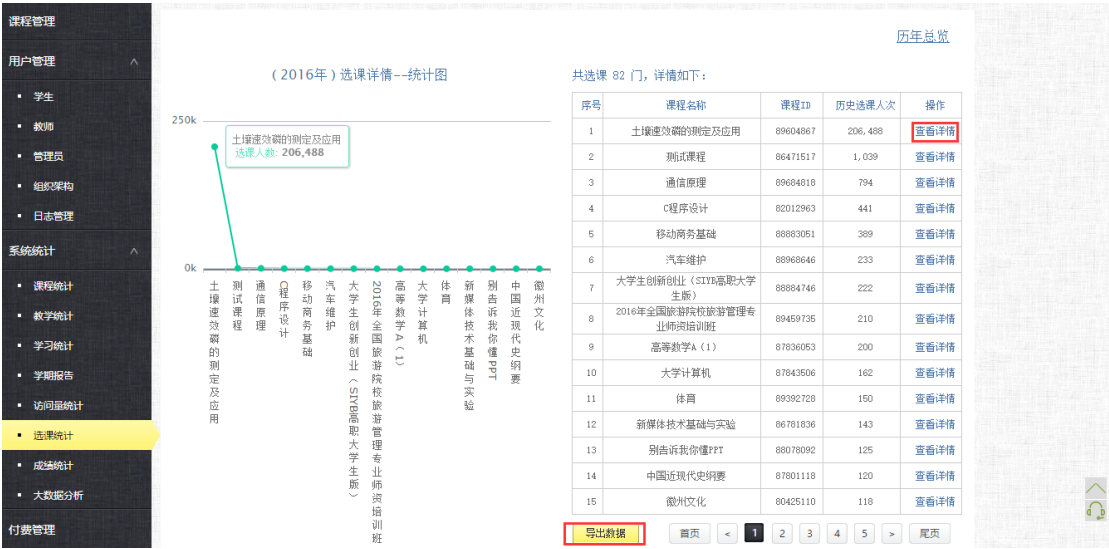 课程管理
用户管理
学生
教师
管理员
组织架构
日志管理
系统统计
课程统计
教学统计
学习统计
学期报告
访问量统计
选课统计
成绩统计
大数据分析
付费管理
历年总览
(2016年)选课详情--统计图
250k
土壤速效磷的测定及应用
选课人数: 206,488
0k
土壤速效磷的测定及应用
测试课程
通信原理
C程序设计
移动商务基础
汽车维护
大学生创新创业(SIYB高职大学生版)
2016年全国旅游院校旅游管理专业师资培训班
高等数学A(1)
大学计算机
体育
新媒体技术基础与实验
别告诉我你懂PPT
中国近现代史纲要
徽州文化
共选课 82 门，详情如下:
序号 课程名称 课程ID 历史选课人次 操作
1 土壤速效磷的测定及应用 89604867 206,488 查看详情
2 测试课程 86471517 1,039 查看详情
3 通信原理 89684818 794 查看详情
4 C程序设计 82012963 441 查看详情
5 移动商务基础 88883051 389 查看详情
6 汽车维护 88968646 233 查看详情
7 大学生创新创业(SIYB高职大学 88884746 222 查看详情
生版)
8 2016年全国旅游院校旅游管理专 89459735 210 查看详情
业师资培训班
9 高等数学A(1) 87836053 200 查看详情
10 大学计算机 87843506 162 查看详情
11 体育 89392728 150 查看详情
12 新媒体技术基础与实验 86781836 143 查看详情
13 别告诉我你懂PPT 88078092 125 查看详情
14 中国近现代史纲要 87801118 120 查看详情
15 徽州文化 80425110 118 查看详情
导出数据 首页 < 1 2 3 4 5 > 尾页